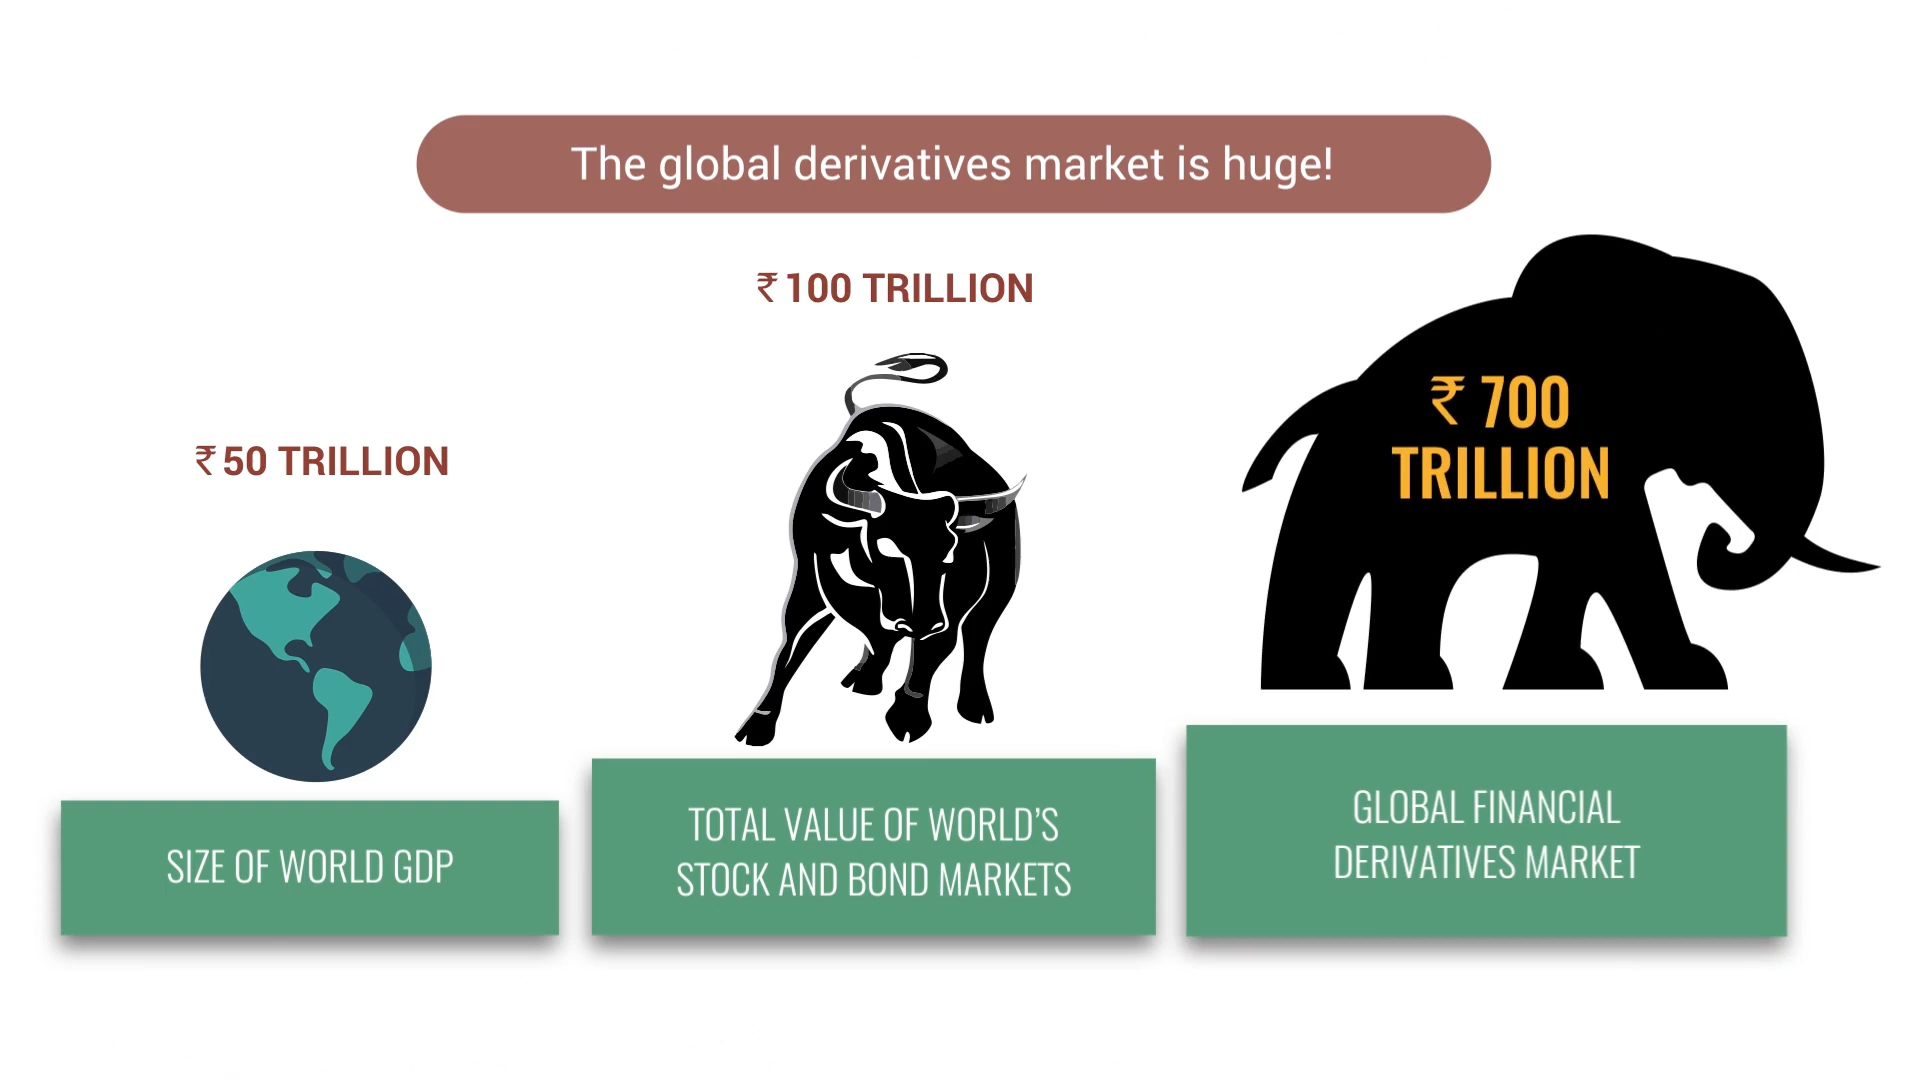 The global derivatives market is huge!
₹50 TRILLION
₹100 TRILLION
₹ 700
TRILLION
SIZE OF WORLD GDP
TOTAL VALUE OF WORLD’S
STOCK AND BOND MARKETS
GLOBAL FINANCIAL
DERIVATIVES MARKET